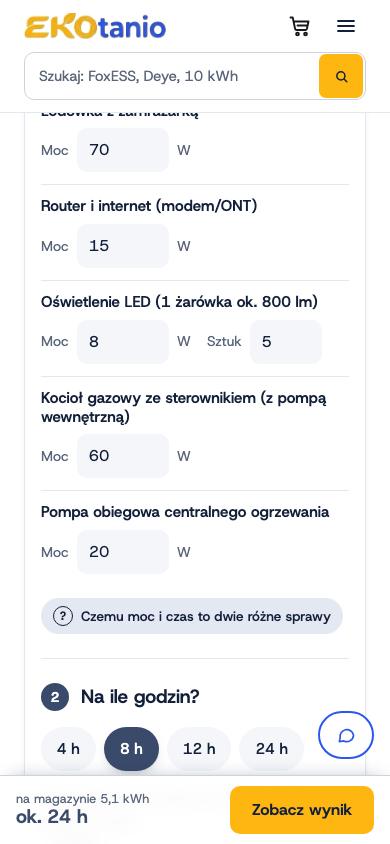 EKOtanio
Szukaj: FoxESS, Deye, 10 kWh
Lodówka z zamrażarką
Moc 70 W
Router i internet (modem/ONT)
Moc 15 W
Oświetlenie LED (1 żarówka ok. 800 lm)
Moc 8 W Sztuk 5
Kocioł gazowy ze sterownikiem (z pompą
wewnętrzną)
Moc 60 W
Pompa obiegowa centralnego ogrzewania
Moc 20 W
? Czemu moc i czas to dwie różne sprawy
2 Na ile godzin?
4 h 8 h 12 h 24 h
na magazynie 5,1 kWh
ok. 24 h
Zobacz wynik